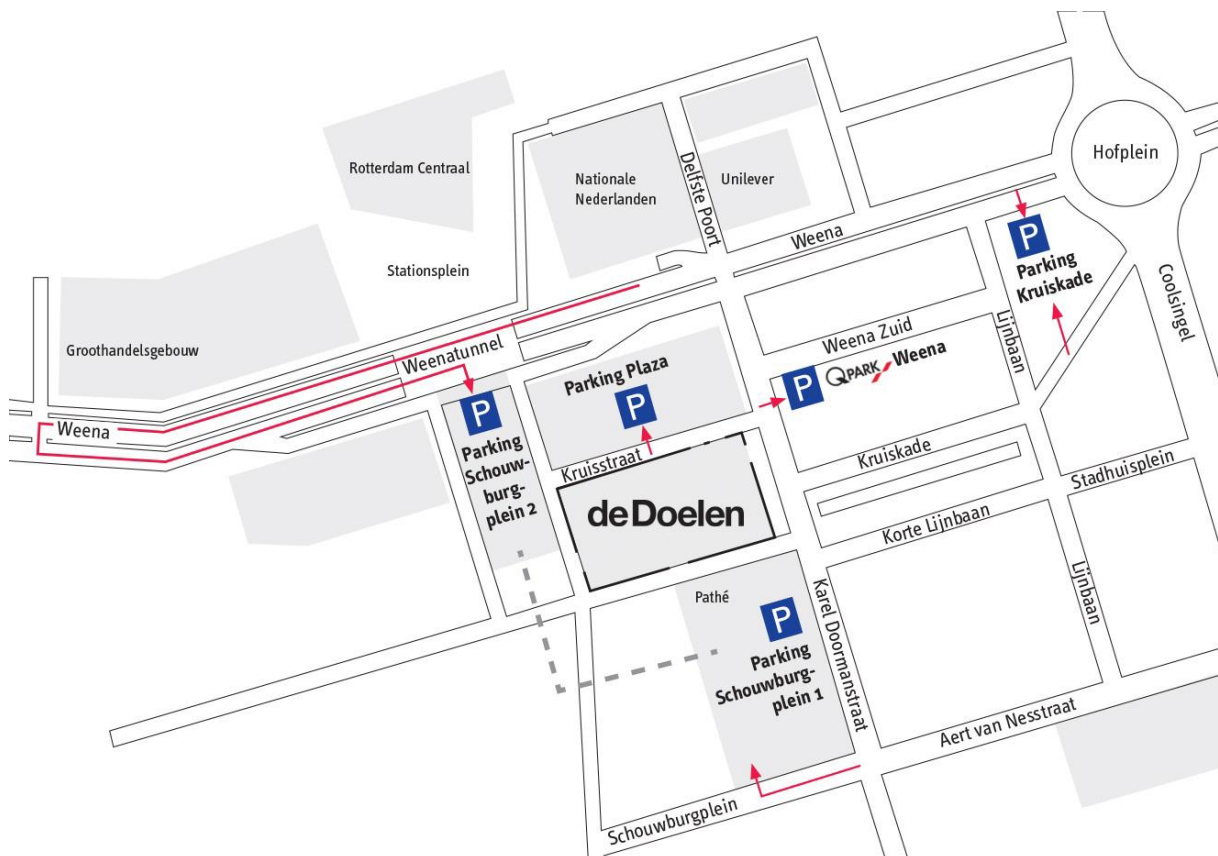 Hofplein
Rotterdam Centraal
Nationale
Nederlanden
Unilever
Delfste Poort
Weena
Stationsplein
P
Parking
Kruiskade
Coolsingel
Groothandelsgebouw
Weenatunnel
Weena Zuid
Lijnbaan
Parking Plaza
P
P
QPARK Weena
P
Parking
Schouw-
burg-
plein 2
Weena
Kruisstraat
Kruiskade
Stadhuisplein
deDoelen
Korte Lijnbaan
Lijnbaan
Pathé
P
Parking
Schouwburg-
plein 1
Karel Doormanstraat
Aert van Nesstraat
Schouwburgplein